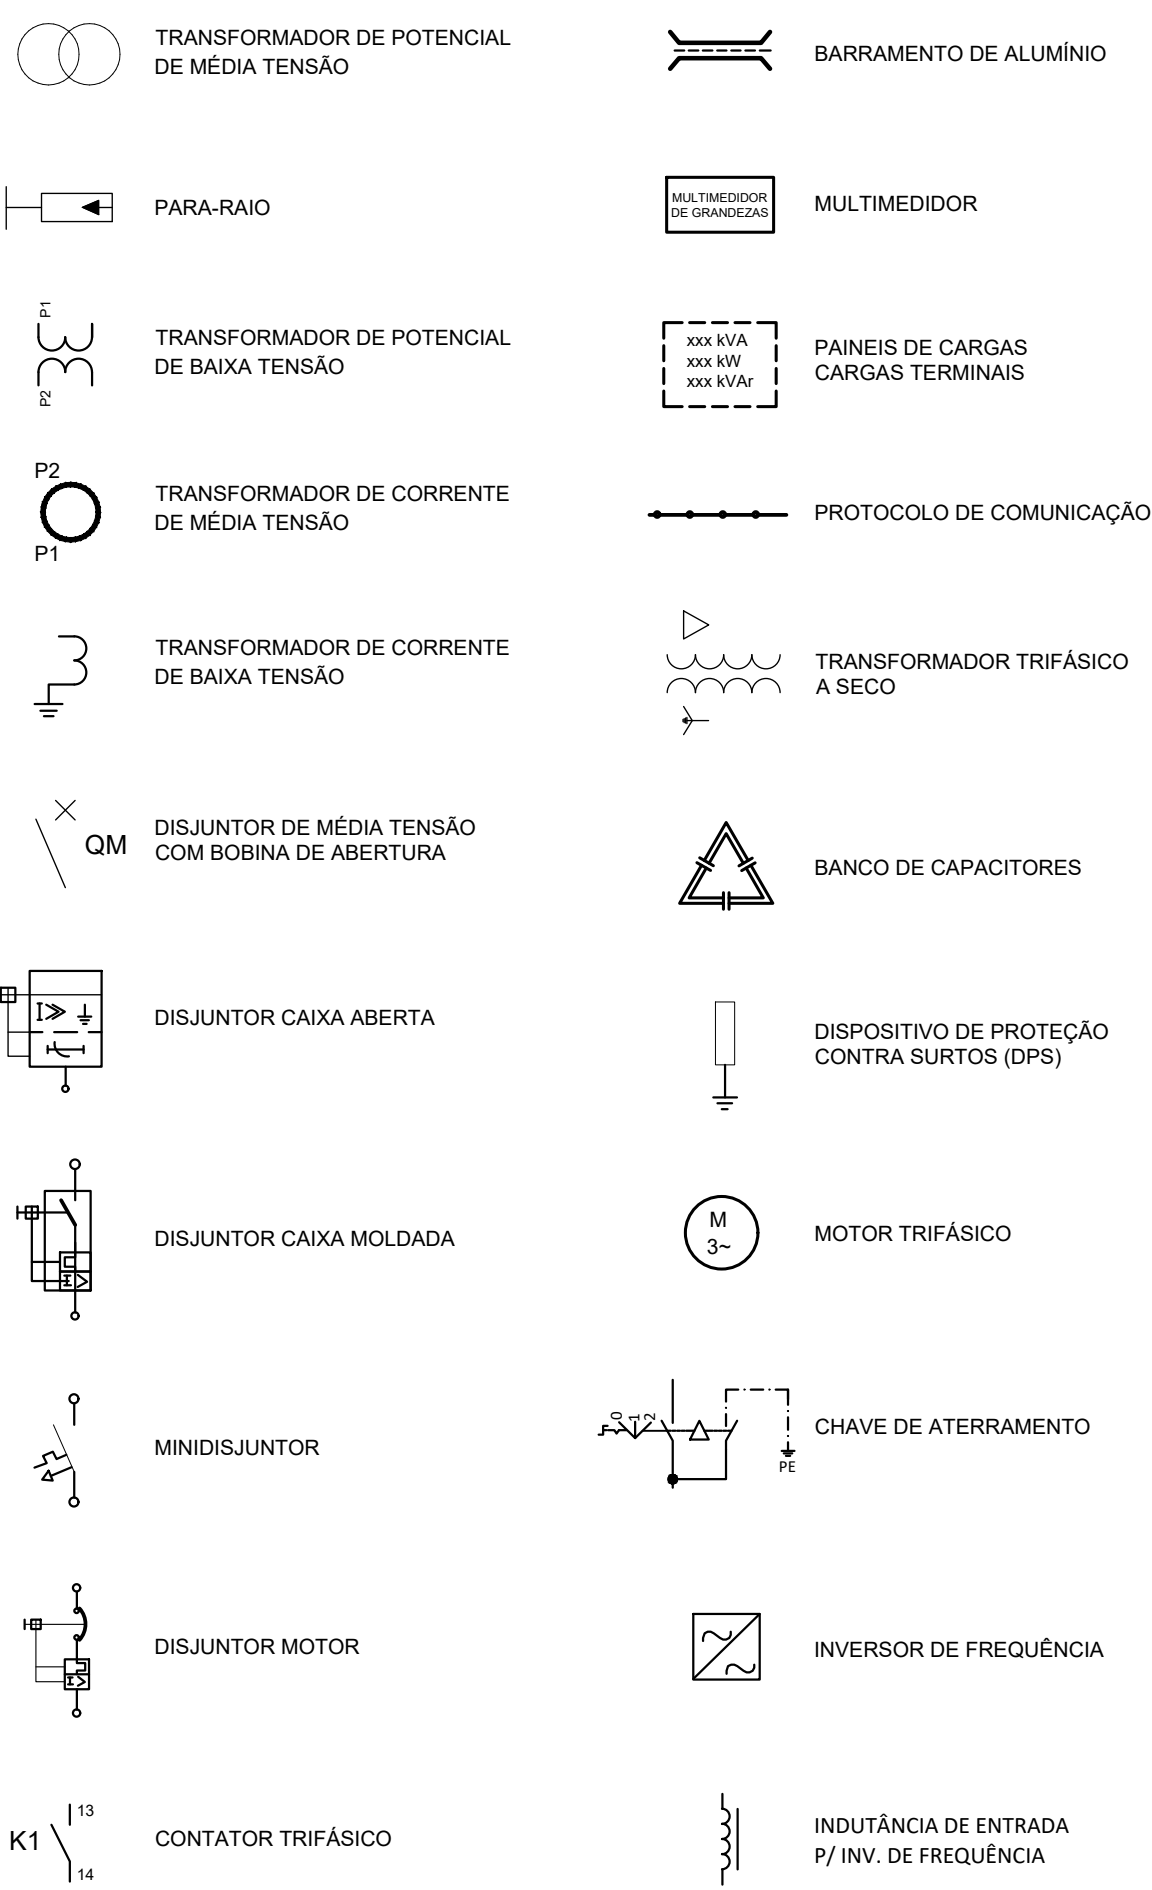 TRANSFORMADOR DE POTENCIAL
DE MÉDIA TENSÃO
PARA-RAIO
P1
P2
TRANSFORMADOR DE POTENCIAL
DE BAIXA TENSÃO
P2
P1
TRANSFORMADOR DE CORRENTE
DE MÉDIA TENSÃO
TRANSFORMADOR DE CORRENTE
DE BAIXA TENSÃO
QM
DISJUNTOR DE MÉDIA TENSÃO
COM BOBINA DE ABERTURA
I
DISJUNTOR CAIXA ABERTA
I
DISJUNTOR CAIXA MOLDADA
MINIDISJUNTOR
I
DISJUNTOR MOTOR
K1
13
14
CONTATOR TRIFÁSICO
BARRAMENTO DE ALUMÍNIO
MULTIMEDIDOR
DE GRANDEZAS
MULTIMEDIDOR
xxx kVA
xxx kW
xxx kVAr
PAINEIS DE CARGAS
CARGAS TERMINAIS
PROTOCOLO DE COMUNICAÇÃO
TRANSFORMADOR TRIFÁSICO
A SECO
BANCO DE CAPACITORES
DISPOSITIVO DE PROTEÇÃO
CONTRA SURTOS (DPS)
M
3~
MOTOR TRIFÁSICO
0 1 2
PE
CHAVE DE ATERRAMENTO
INVERSOR DE FREQUÊNCIA
INDUTÂNCIA DE ENTRADA
P/ INV. DE FREQUÊNCIA